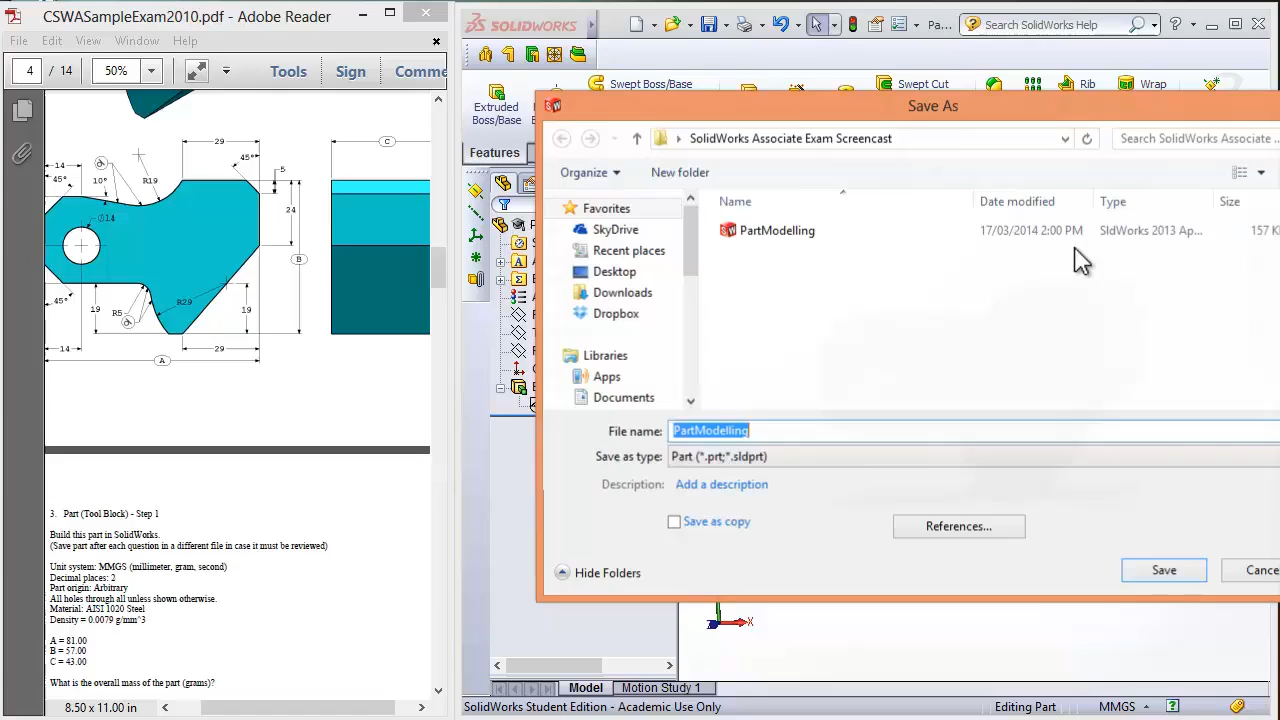 CSWASampleExam2010.pdf - Adobe Reader
File Edit View Window Help
4 / 14 50% Tools Sign Comme
14
45°
10°
R19
29
45°
5
24
B
Ø14
45°
19
R5
R29
19
14
29
A
C
3. Part (Tool Block) - Step 1
Build this part in SolidWorks.
(Save part after each question in a different file in case it must be reviewed)
Unit system: MMGS (millimeter, gram, second)
Decimal places: 2
Part origin: Arbitrary
All holes through all unless shown otherwise.
Material: AISI 1020 Steel
Density = 0.0079 g/mm^3
A = 81.00
B = 57.00
C = 43.00
What is the overall mass of the part (grams)?
8.50 x 11.00 in
SOLIDWORKS Pa... Search SolidWorks Help
Extruded
Boss/Base
Swept Boss/Base
Swept Cut
Rib
Wrap
Features
Save As
SolidWorks Associate Exam Screencast
Search SolidWorks Associate ...
Organize New folder
Favorites
SkyDrive
Recent places
Desktop
Downloads
Dropbox
Libraries
Apps
Documents
Name Date modified Type Size
PartModelling 17/03/2014 2:00 PM SldWorks 2013 Ap... 157 K
File name: PartModelling
Save as type: Part (*.prt;*.sldprt)
Description: Add a description
Save as copy
References...
Hide Folders
Save
Cance
X
Model Motion Study 1
SolidWorks Student Edition - Academic Use Only
Editing Part MMGS